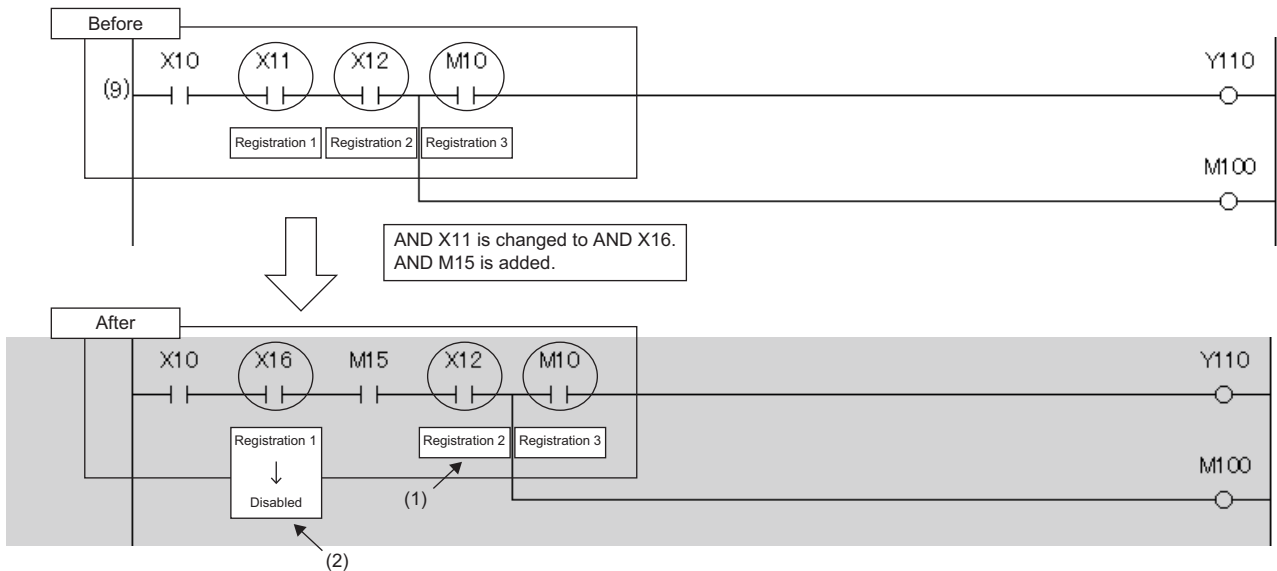 Before
X10 X11 X12 M10 Y110
(9)
Registration 1 Registration 2 Registration 3
M100
AND X11 is changed to AND X16.
AND M15 is added.
After
X10 X16 M15 X12 M10 Y110
Registration 1 Registration 2 Registration 3
↓
Disabled
M100
(1)
(2)